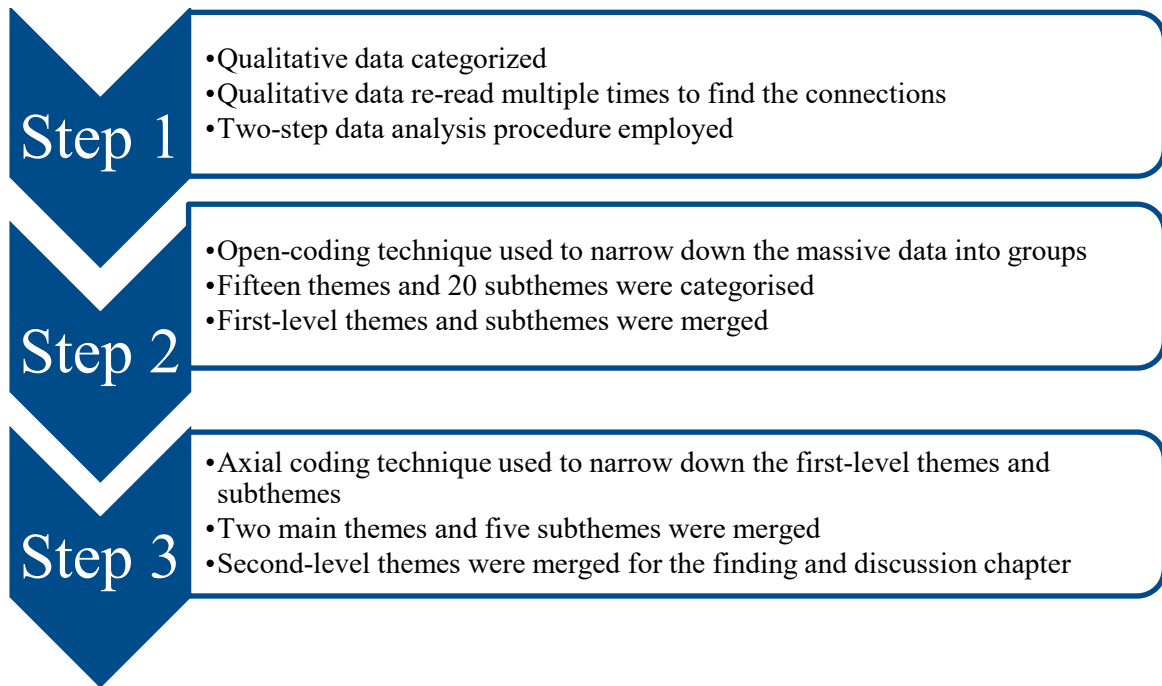 Step 1
•Qualitative data categorized
•Qualitative data re-read multiple times to find the connections
•Two-step data analysis procedure employed
Step 2
•Open-coding technique used to narrow down the massive data into groups
•Fifteen themes and 20 subthemes were categorised
•First-level themes and subthemes were merged
Step 3
•Axial coding technique used to narrow down the first-level themes and
subthemes
•Two main themes and five subthemes were merged
•Second-level themes were merged for the finding and discussion chapter